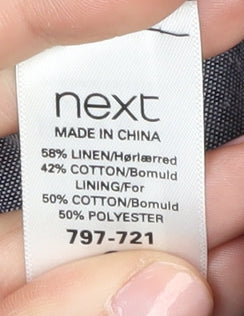 next
MADE IN CHINA
58% LINEN/Hørlærred
42% COTTON/Bomuld
LINING/For
50% COTTON/Bomuld
50% POLYESTER
797-721